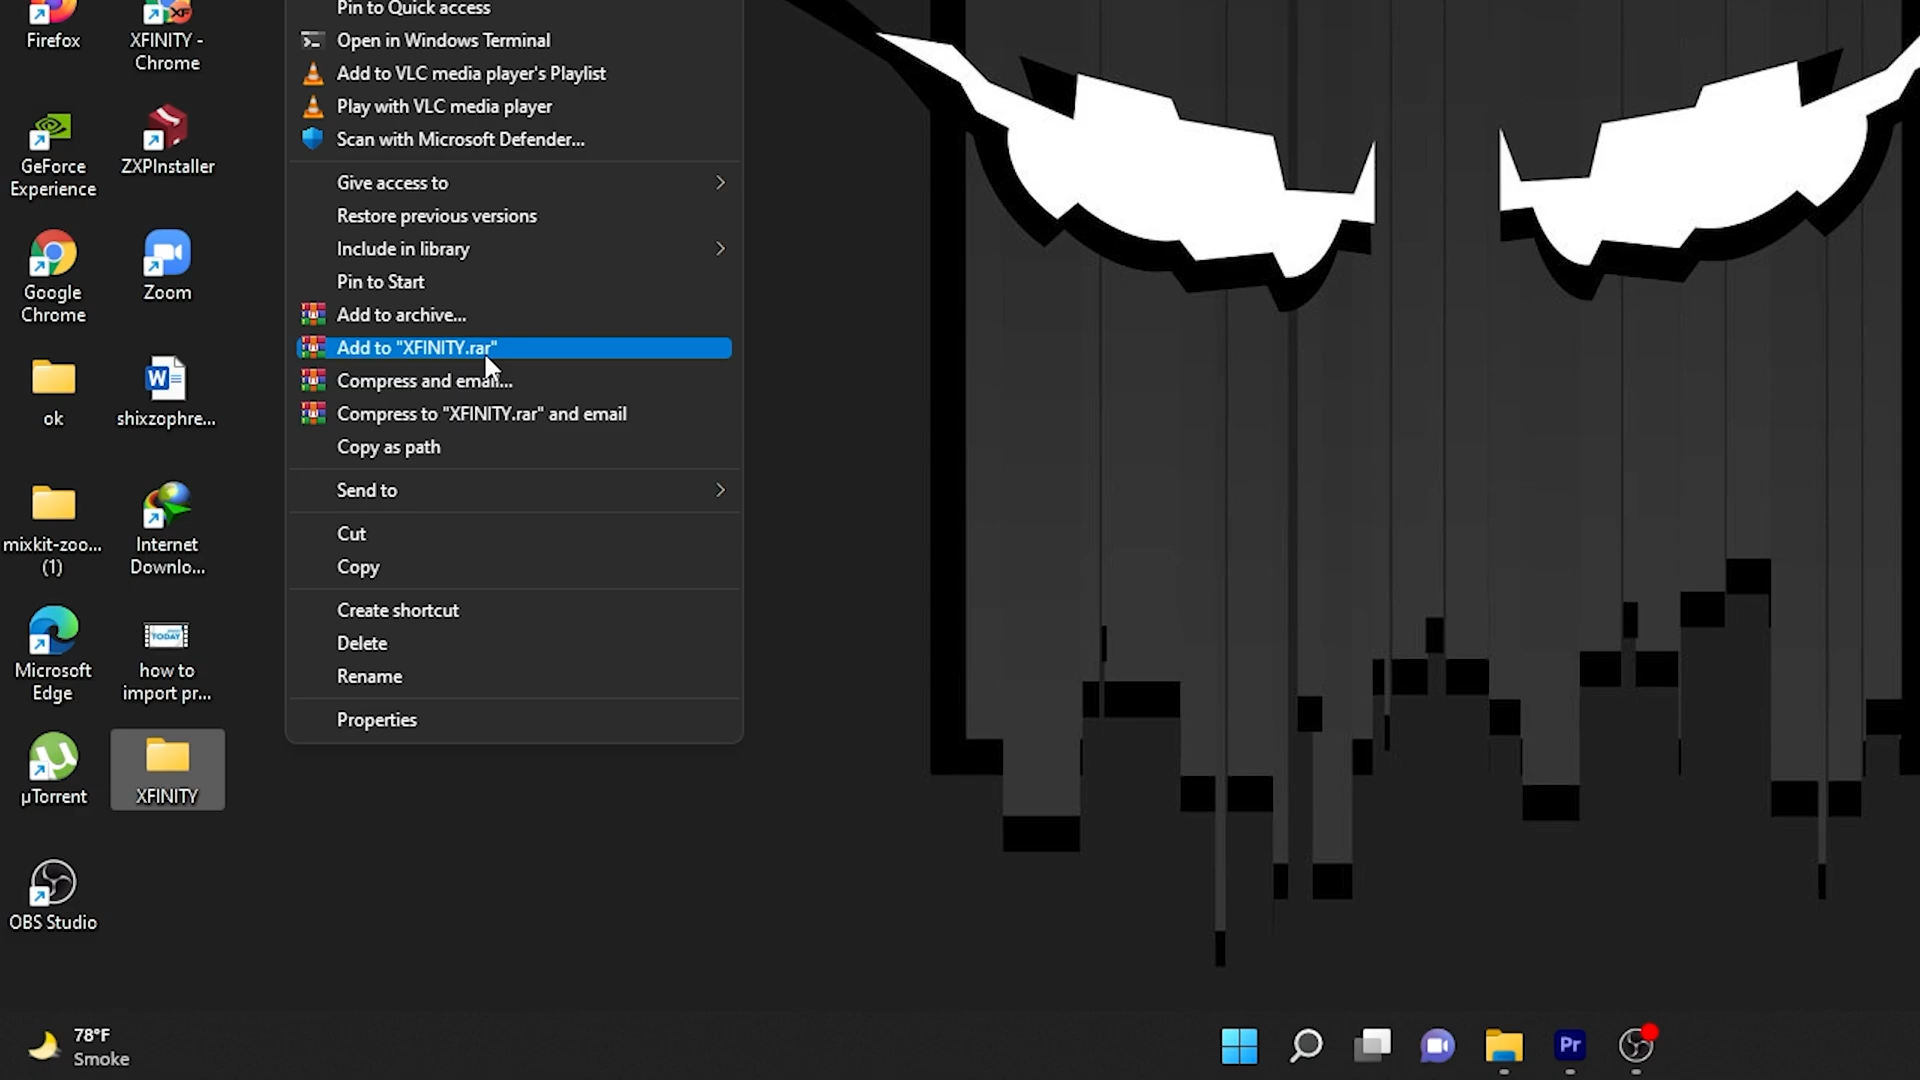 Firefox
XFINITY -
Chrome
GeForce
Experience
ZXPInstaller
Google
Chrome
Zoom
ok
shixzophre...
mixkit-zoo...
(1)
Internet
Downlo...
Microsoft
Edge
TODAY
how to
import pr...
µTorrent
XFINITY
OBS Studio
Pin to Quick access
Open in Windows Terminal
Add to VLC media player's Playlist
Play with VLC media player
Scan with Microsoft Defender...
Give access to
Restore previous versions
Include in library
Pin to Start
Add to archive...
Add to "XFINITY.rar"
Compress and email...
Compress to "XFINITY.rar" and email
Copy as path
Send to
Cut
Copy
Create shortcut
Delete
Rename
Properties
78°F
Smoke
Pr